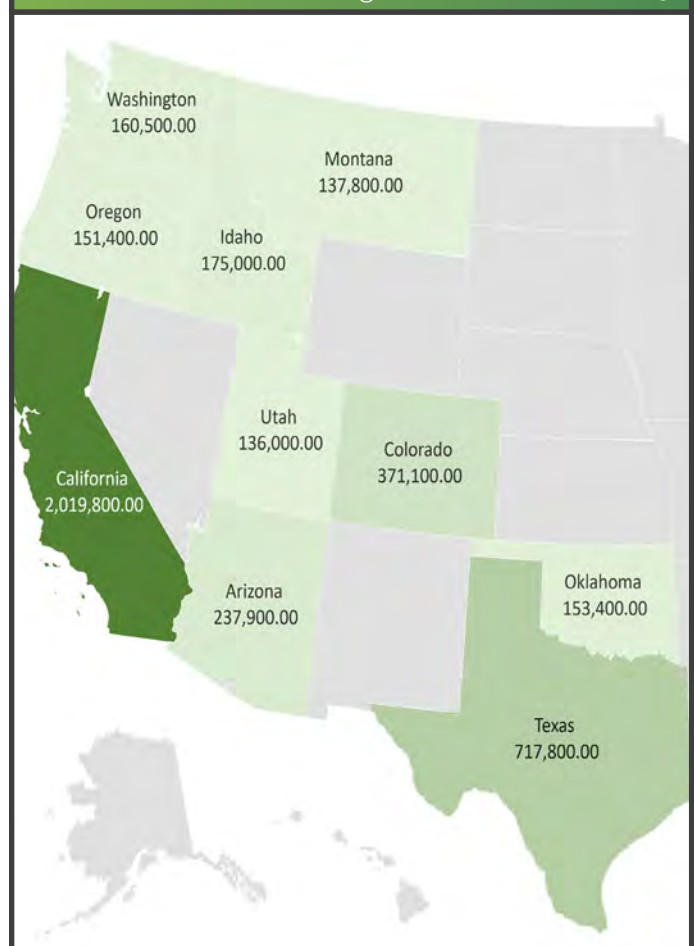 Washington
160,500.00
Montana
137,800.00
Oregon
151,400.00
Idaho
175,000.00
Utah
136,000.00
Colorado
371,100.00
California
2,019,800.00
Arizona
237,900.00
Oklahoma
153,400.00
Texas
717,800.00